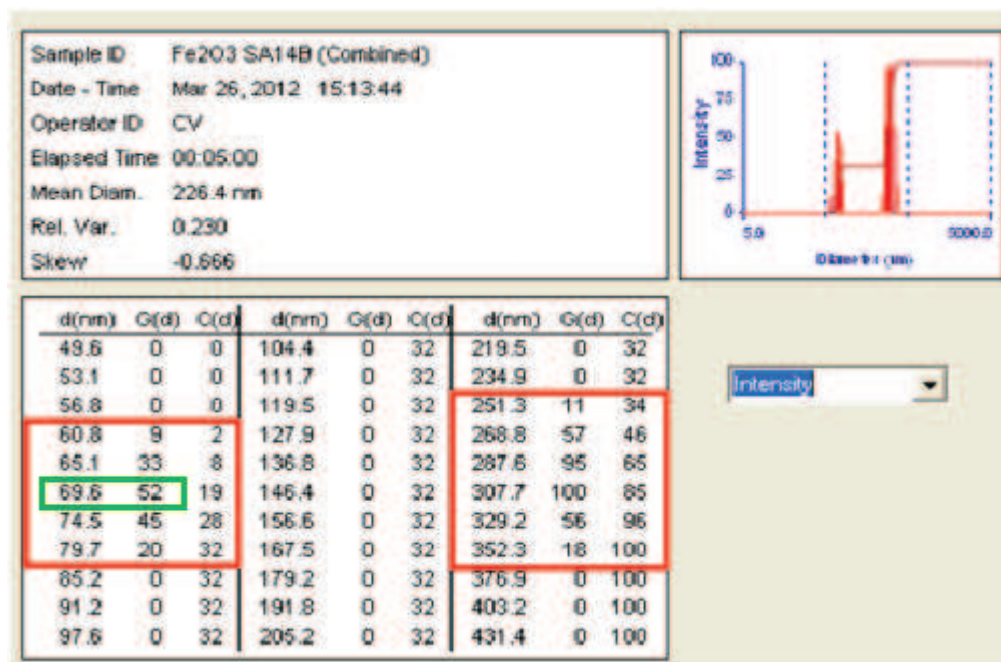 Sample ID Fe2O3 SA14B (Combined)
Date - Time Mar 26, 2012 15:13:44
Operator ID CV
Elapsed Time 00:05:00
Mean Diam. 226.4 nm
Rel. Var. 0.230
Skew -0.666
100
75
50
25
0
Intensity
5.0 5000.0
Diameter (nm)
d(nm) G(d) C(d) d(nm) G(d) C(d) d(nm) G(d) C(d)
49.6 0 0 104.4 0 32 219.5 0 32
53.1 0 0 111.7 0 32 234.9 0 32
56.8 0 0 119.5 0 32 251.3 11 34
60.8 9 2 127.9 0 32 268.8 57 46
65.1 33 8 136.8 0 32 287.6 95 65
69.6 52 19 146.4 0 32 307.7 100 85
74.5 45 28 156.6 0 32 329.2 56 96
79.7 20 32 167.5 0 32 352.3 18 100
85.2 0 32 179.2 0 32 376.9 0 100
91.2 0 32 191.8 0 32 403.2 0 100
97.6 0 32 205.2 0 32 431.4 0 100
Intensity